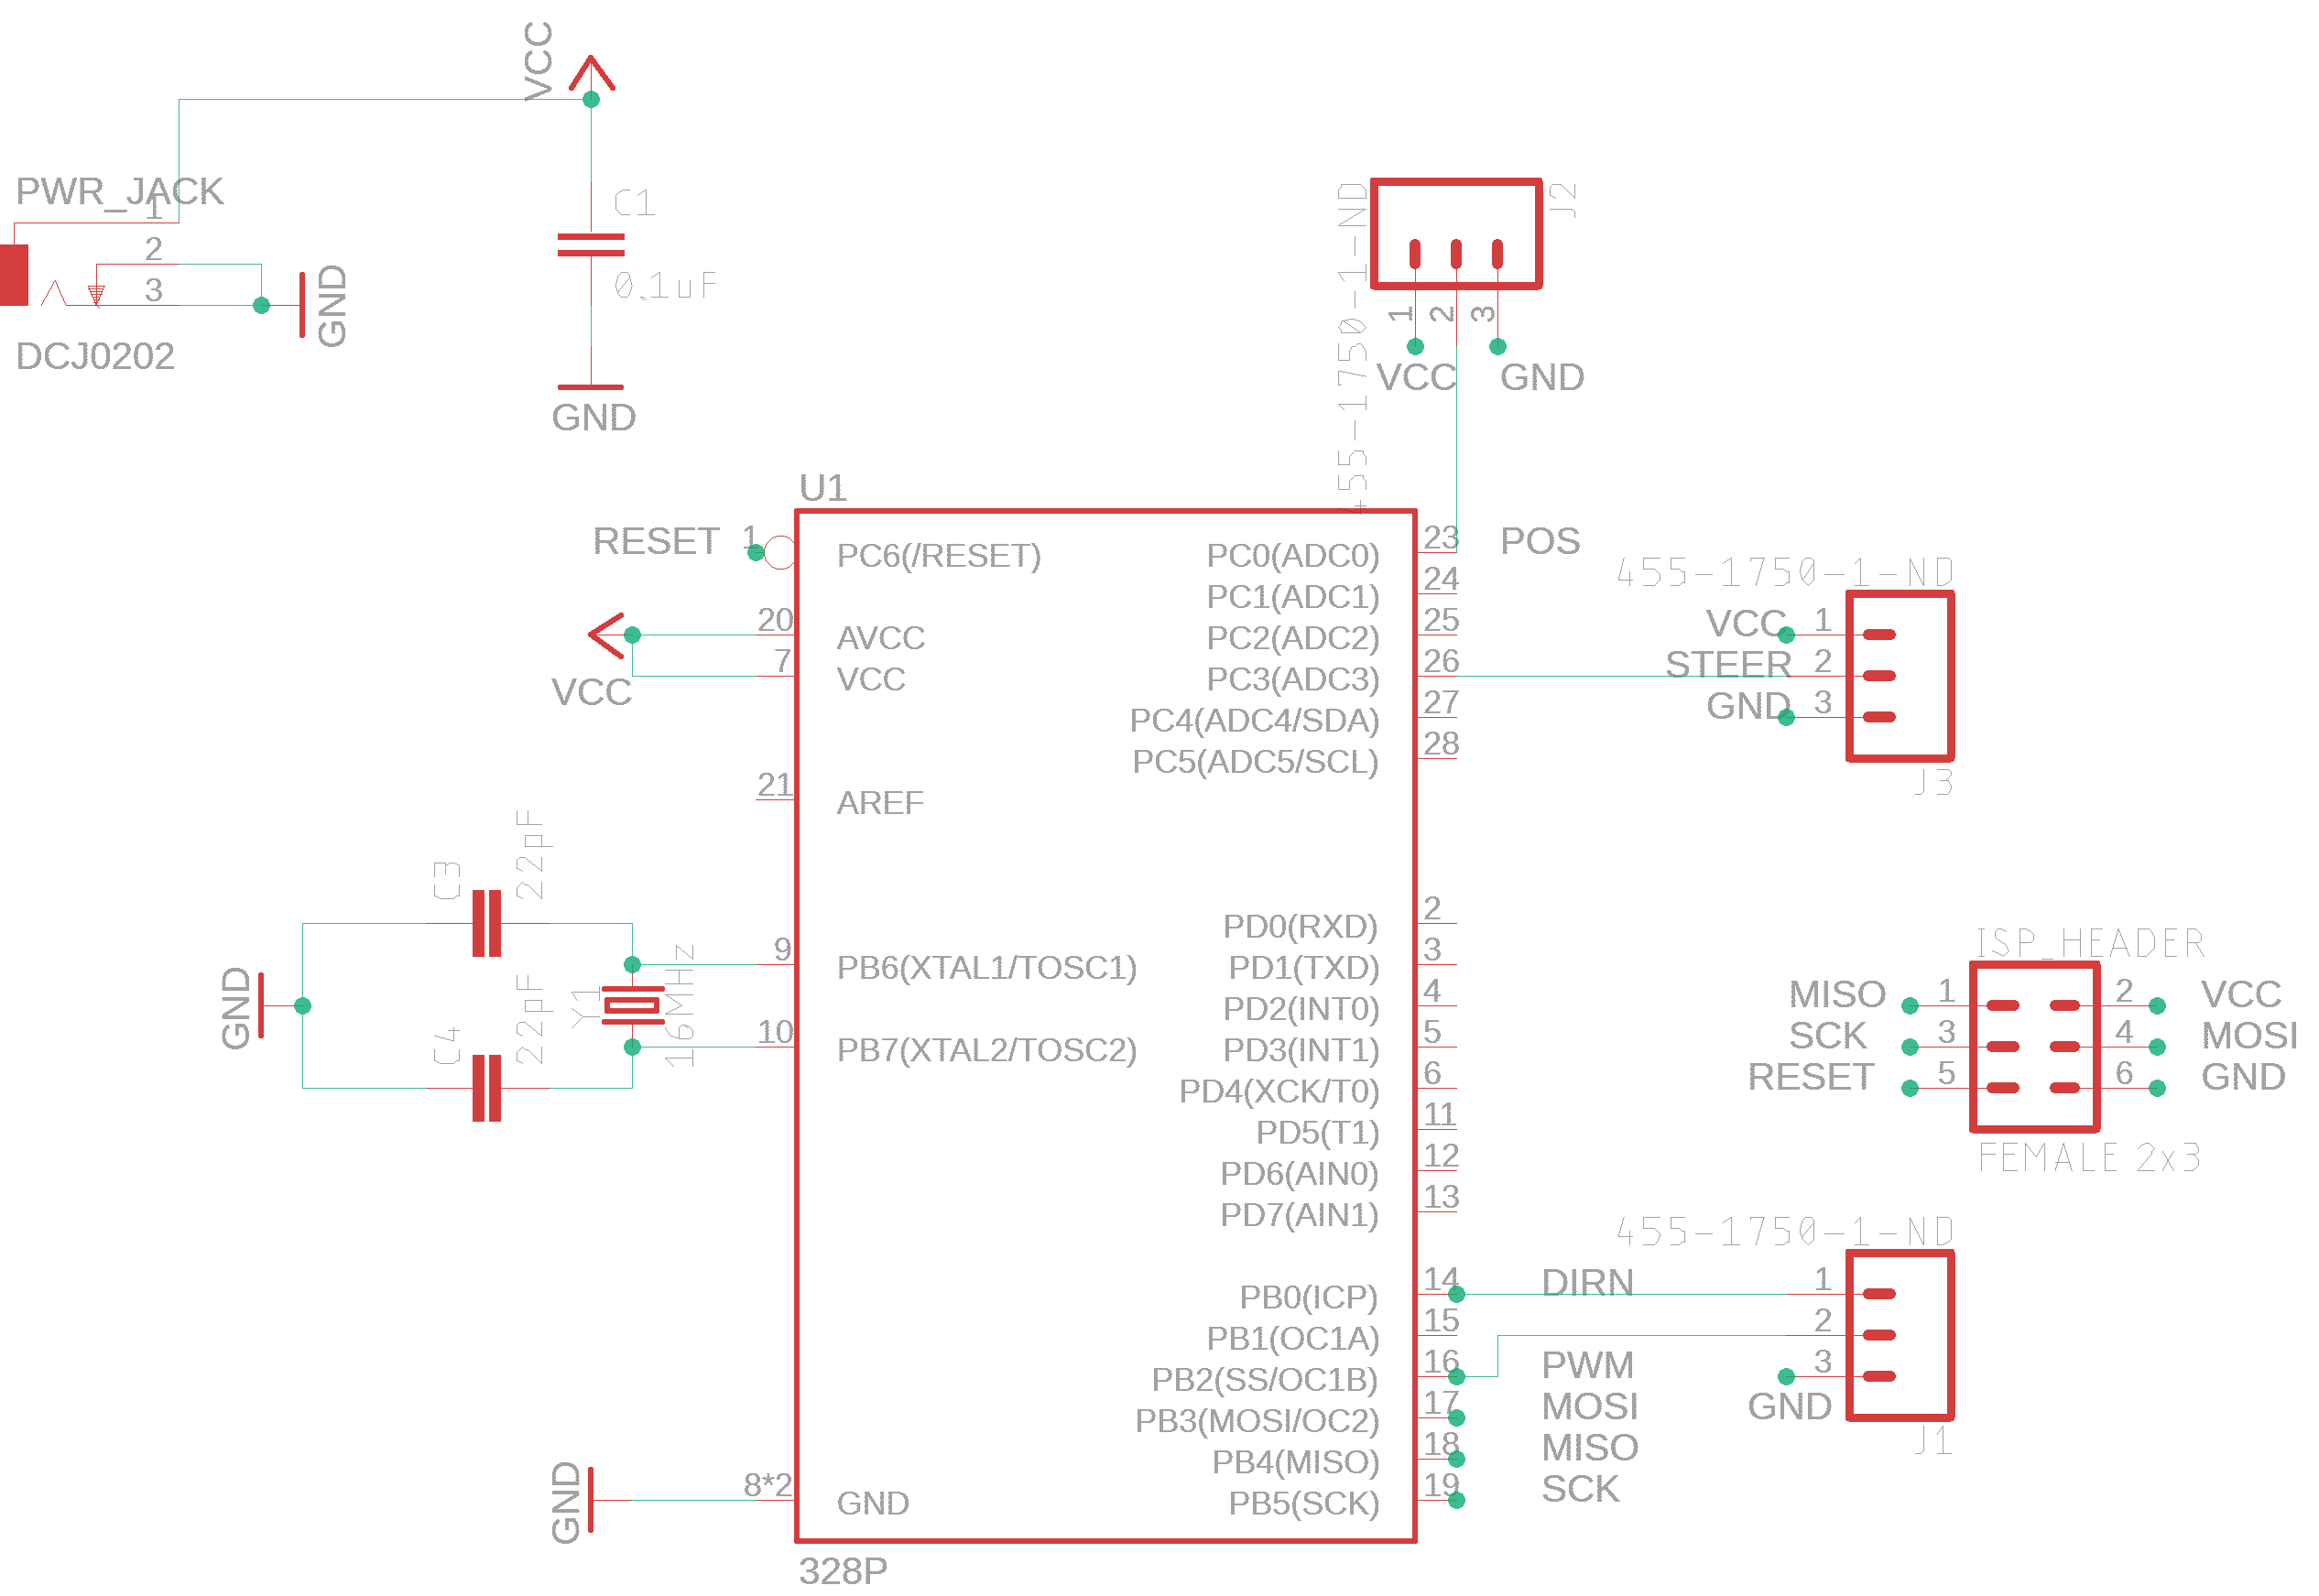 VCC
PWR_JACK
1
2
3
DCJ0202
GND
C1
0.1uF
GND
455-1750-1-ND
J2
1
2
3
VCC
GND
U1
RESET
1
PC6(/RESET)
20
AVCC
7
VCC
VCC
21
AREF
C3
22pF
C4
22pF
GND
Y1
16MHz
9
PB6(XTAL1/TOSC1)
10
PB7(XTAL2/TOSC2)
GND
8*2
GND
328P
PC0(ADC0)
23
POS
PC1(ADC1)
24
PC2(ADC2)
25
PC3(ADC3)
26
PC4(ADC4/SDA)
27
PC5(ADC5/SCL)
28
PD0(RXD)
2
PD1(TXD)
3
PD2(INT0)
4
PD3(INT1)
5
PD4(XCK/T0)
6
PD5(T1)
11
PD6(AIN0)
12
PD7(AIN1)
13
PB0(ICP)
14
DIRN
PB1(OC1A)
15
PB2(SS/OC1B)
16
PWM
PB3(MOSI/OC2)
17
MOSI
PB4(MISO)
18
MISO
PB5(SCK)
19
SCK
455-1750-1-ND
VCC 1
STEER 2
GND 3
J3
ISP_HEADER
MISO 1 2 VCC
SCK 3 4 MOSI
RESET 5 6 GND
FEMALE 2x3
455-1750-1-ND
1
2
3
GND
J1